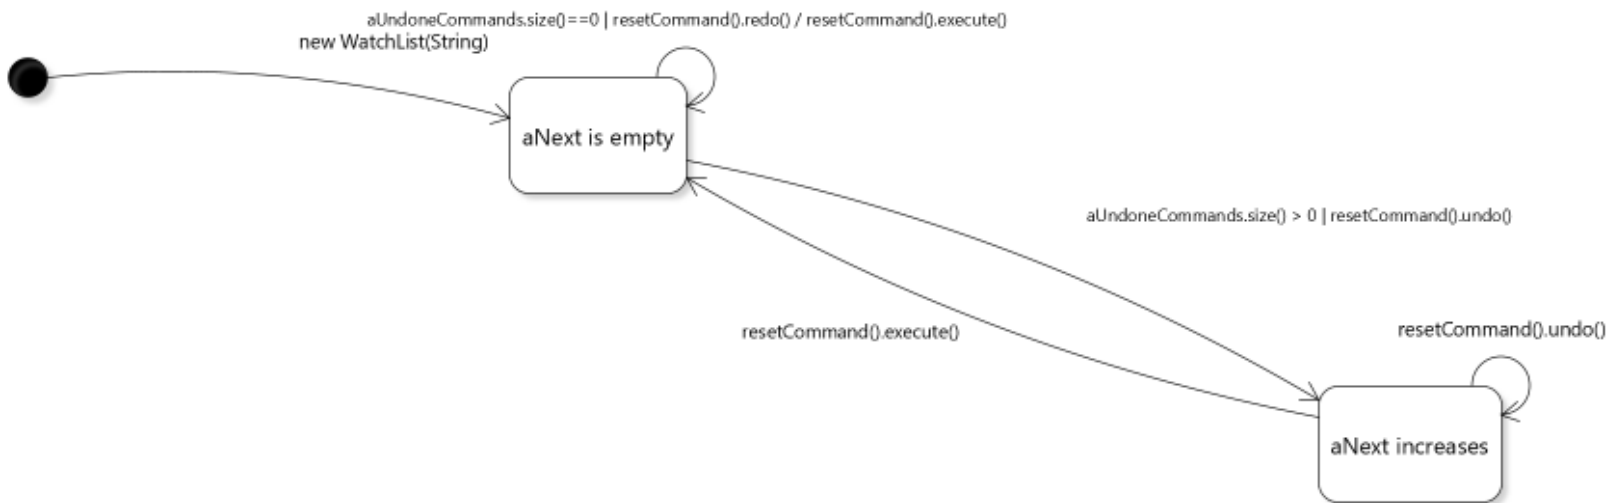 aUndoneCommands.size()==0 | resetCommand().redo() / resetCommand().execute()
new WatchList(String)
aNext is empty
aUndoneCommands.size() > 0 | resetCommand().undo()
resetCommand().execute()
resetCommand().undo()
aNext increases